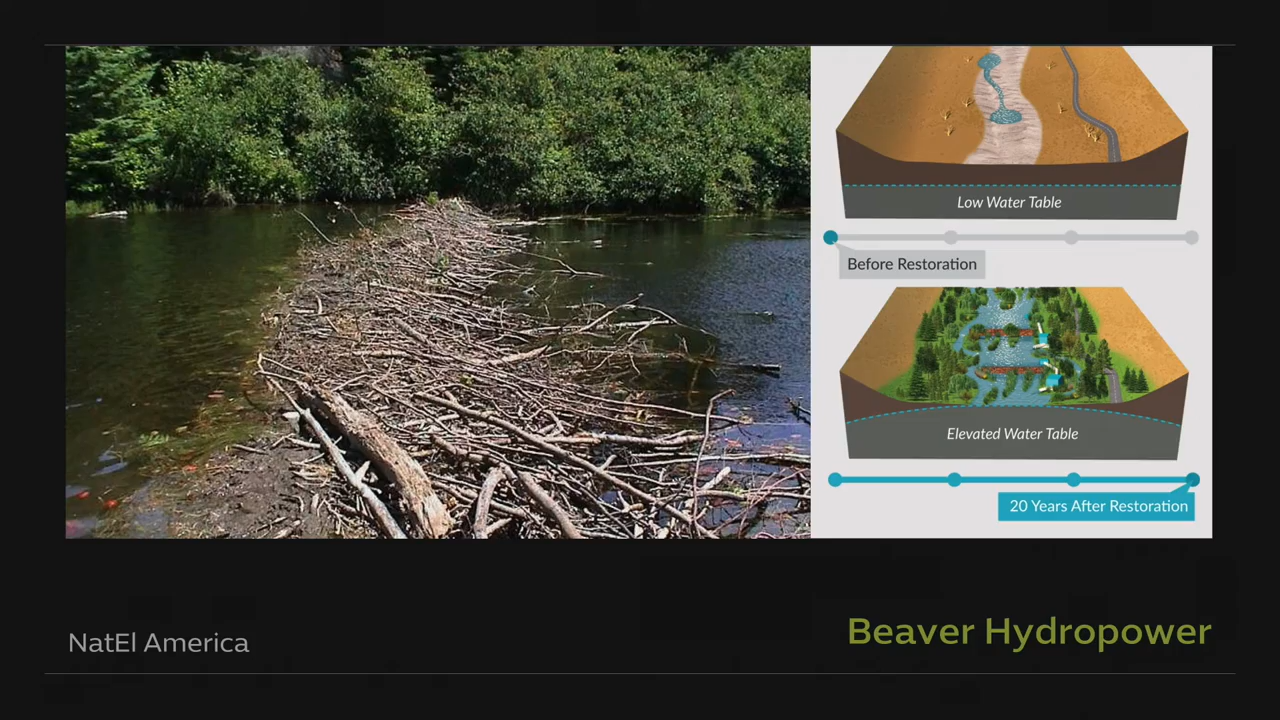 Low Water Table
Before Restoration
Elevated Water Table
20 Years After Restoration
NatEl America
Beaver Hydropower